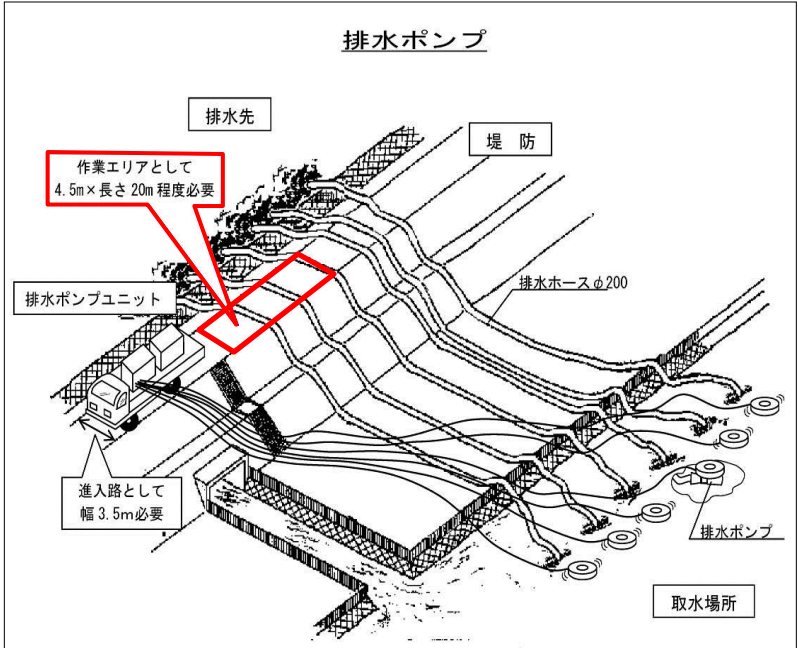 排水ポンプ
排水先
堤 防
作業エリアとして
4.5m×長さ20m程度必要
排水ホースφ200
排水ポンプユニット
進入路として
幅3.5m必要
排水ポンプ
取水場所